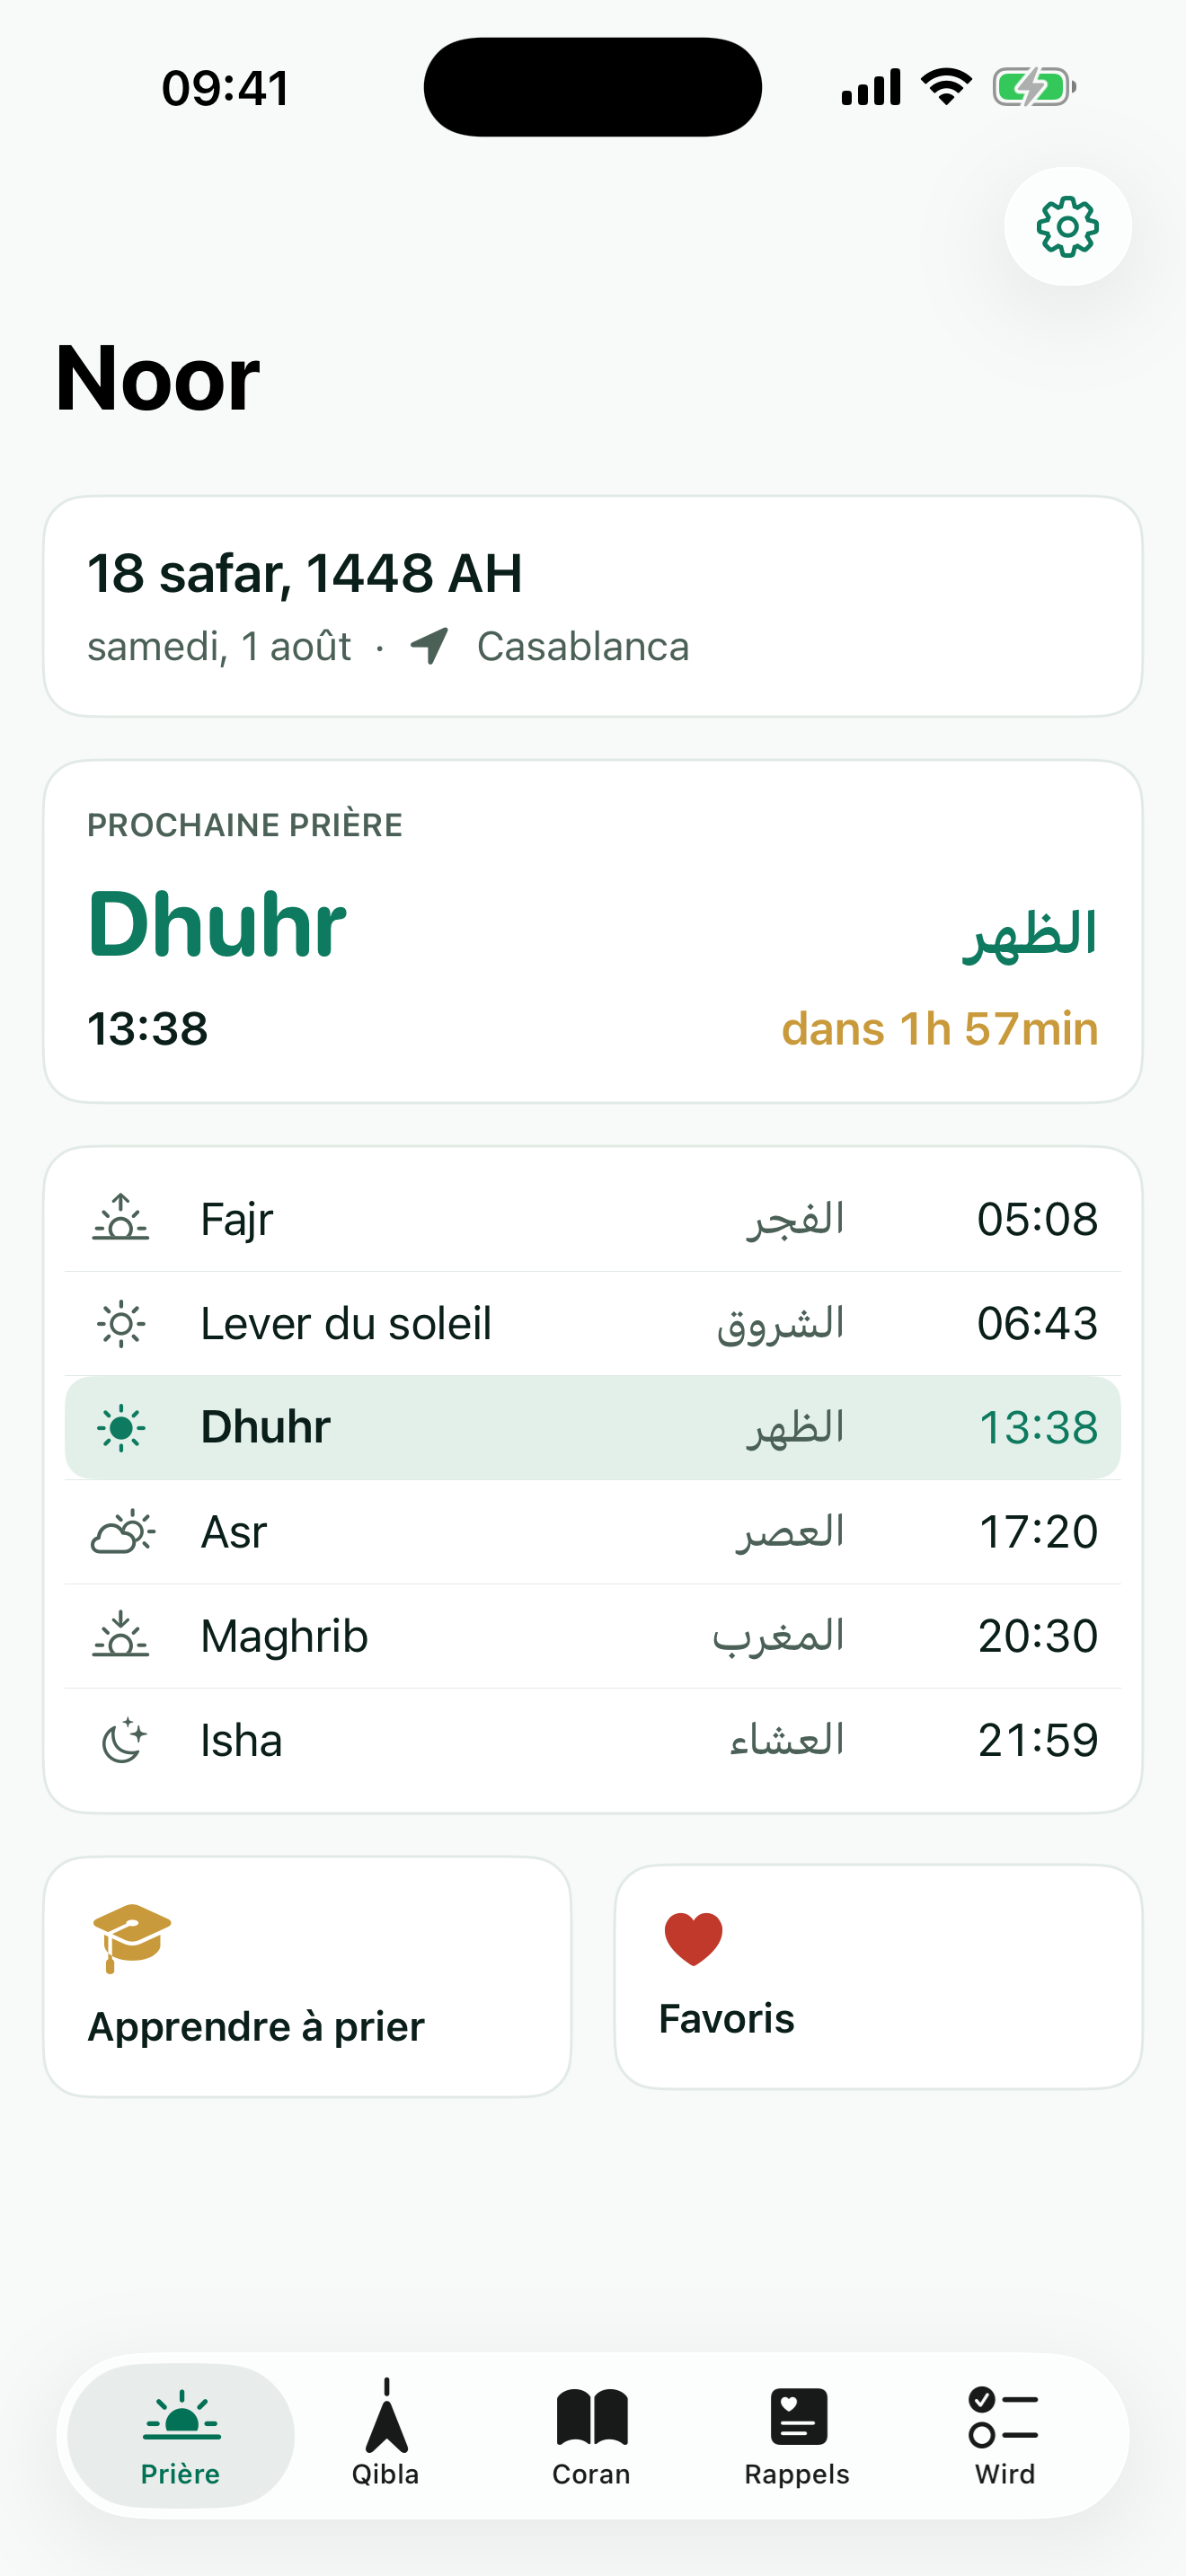 09:41
Noor
18 safar, 1448 AH
samedi, 1 août · Casablanca
PROCHAINE PRIÈRE
Dhuhr الظهر
13:38 dans 1h 57min
Fajr الفجر 05:08
Lever du soleil الشروق 06:43
Dhuhr الظهر 13:38
Asr العصر 17:20
Maghrib المغرب 20:30
Isha العشاء 21:59
Apprendre à prier
Favoris
Prière Qibla Coran Rappels Wird